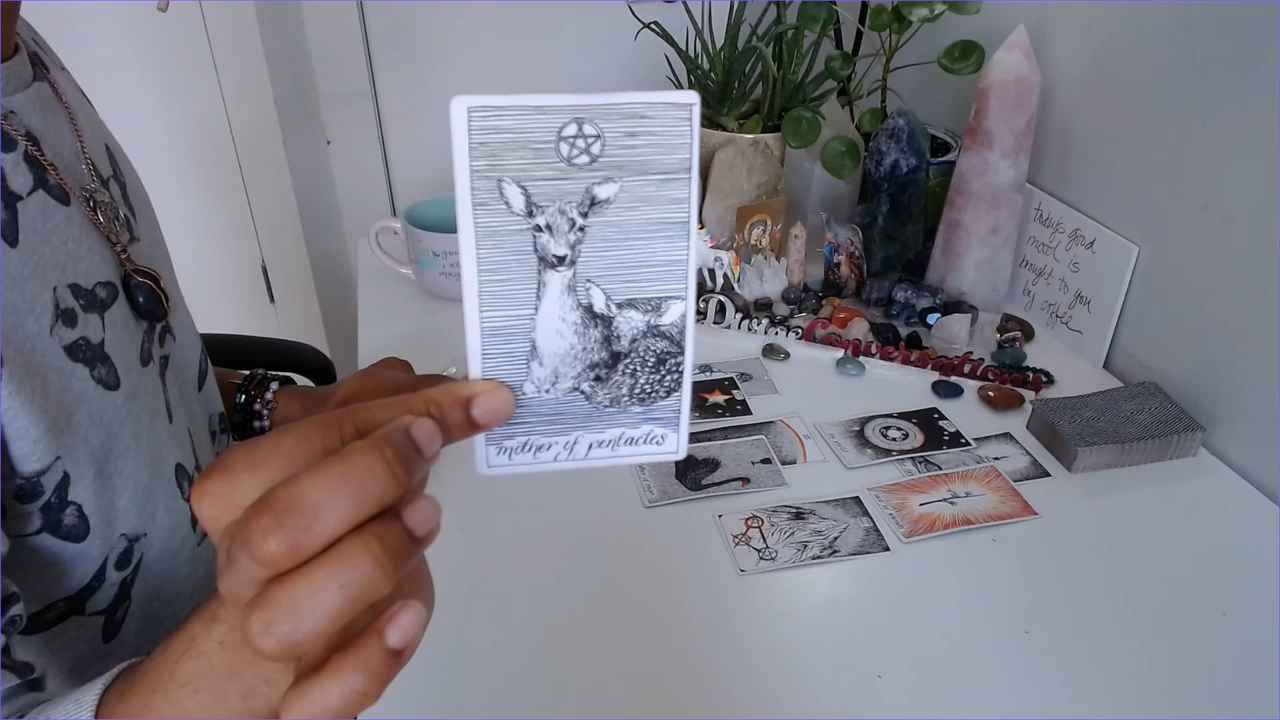 mother of pentacles
today's good
mood is
brought to you
by coffee
Divine Conversations